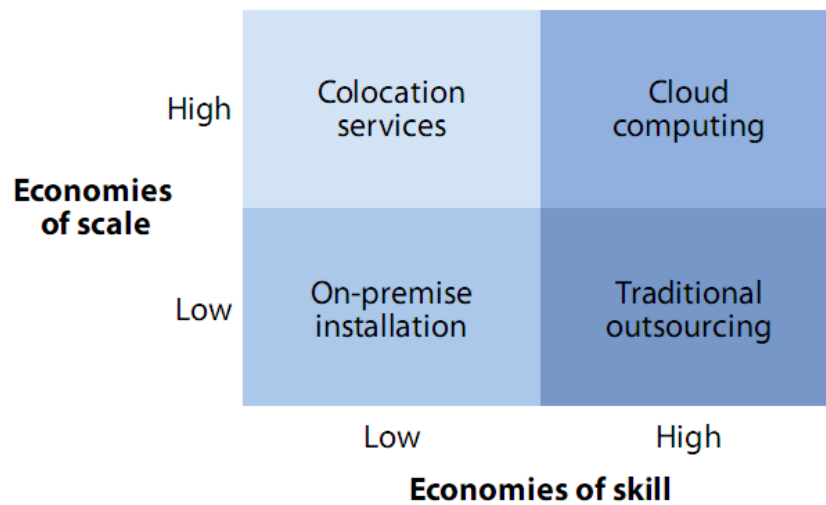 High
Colocation
services
Cloud
computing
Economies
of scale
Low
On-premise
installation
Traditional
outsourcing
Low
High
Economies of skill